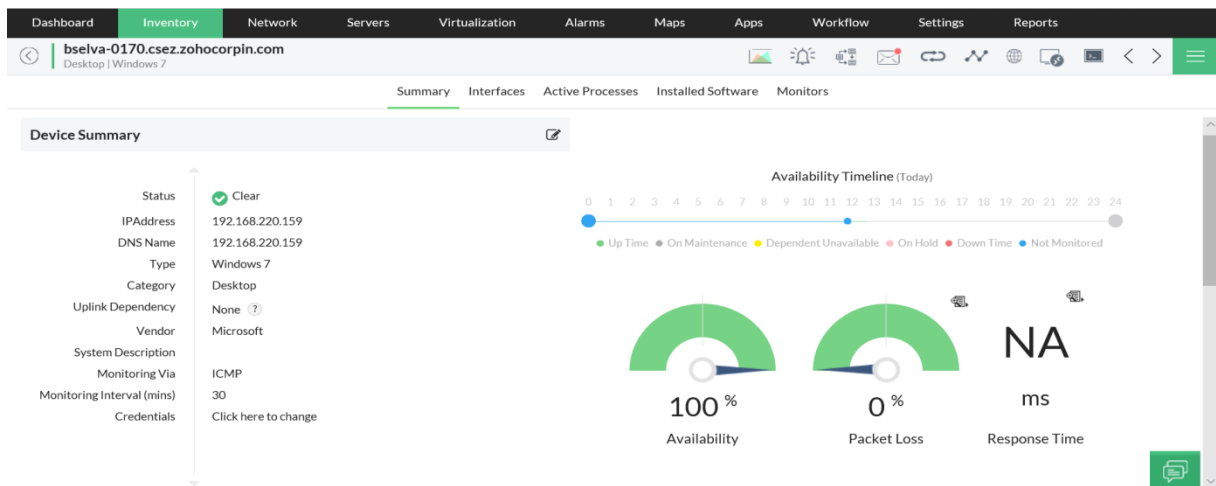 Dashboard Inventory Network Servers Virtualization Alarms Maps Apps Workflow Settings Reports
bselva-0170.csez.zohocorpin.com
Desktop | Windows 7
Summary Interfaces Active Processes Installed Software Monitors
Device Summary
Status Clear
IPAddress 192.168.220.159
DNS Name 192.168.220.159
Type Windows 7
Category Desktop
Uplink Dependency None ?
Vendor Microsoft
System Description
Monitoring Via ICMP
Monitoring Interval (mins) 30
Credentials Click here to change
Availability Timeline (Today)
0 1 2 3 4 5 6 7 8 9 10 11 12 13 14 15 16 17 18 19 20 21 22 23 24
Up Time On Maintenance Dependent Unavailable On Hold Down Time Not Monitored
100 %
Availability
0 %
Packet Loss
NA
ms
Response Time